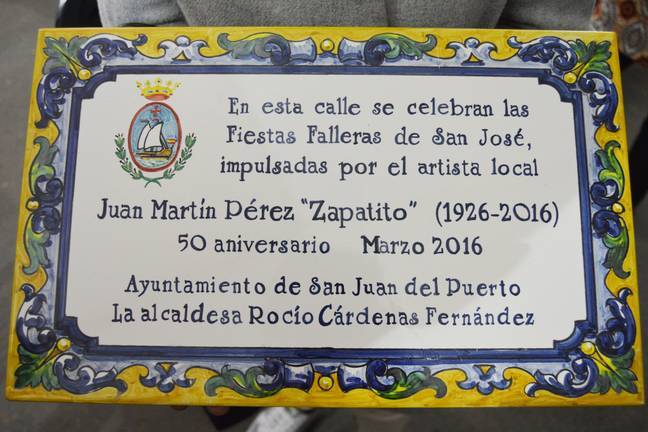 En esta calle se celebran las
Fiestas Falleras de San José,
impulsadas por el artista local
Juan Martín Pérez "Zapatito" (1926-2016)
50 aniversario Marzo 2016
Ayuntamiento de San Juan del Puerto
La alcaldesa Rocío Cárdenas Fernández